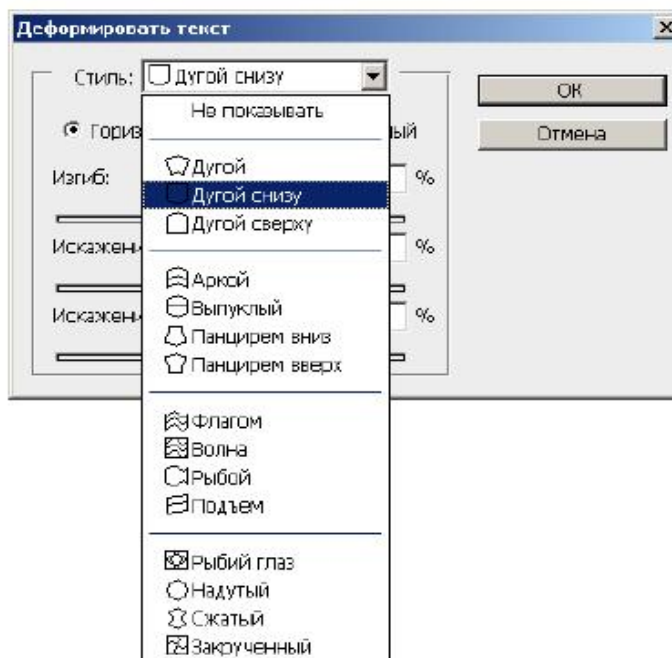 Деформировать текст
Стиль: Дугой снизу
OK
Не показывать
Гориз ый
Отмена
Дугой
Изгиб: %
Дугой снизу
Дугой сверху
Искажени %
Аркой
Выпуклый
Искажени %
Панцирем вниз
Панцирем вверх
Флагом
Волна
Рыбой
Подъем
Рыбий глаз
Надутый
Сжатый
Закрученный